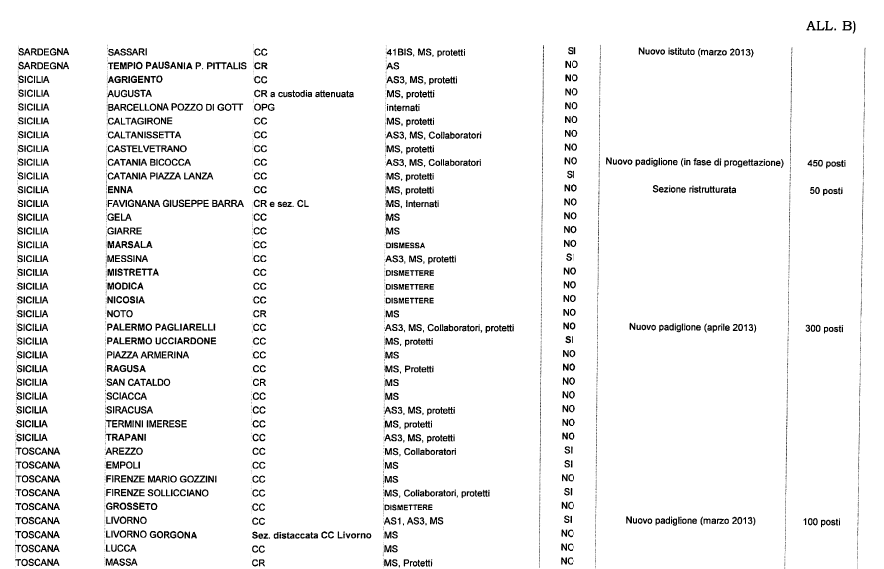 ALL. B)
SARDEGNA SASSARI CC 41BIS, MS, protetti SI Nuovo istituto (marzo 2013)
SARDEGNA TEMPIO PAUSANIA P. PITTALIS CR AS NO
SICILIA AGRIGENTO CC AS3, MS, protetti NO
SICILIA AUGUSTA CR a custodia attenuata MS, protetti NO
SICILIA BARCELLONA POZZO DI GOTT OPG internati NO
SICILIA CALTAGIRONE CC MS, protetti NO
SICILIA CALTANISSETTA CC AS3, MS, Collaboratori NO
SICILIA CASTELVETRANO CC MS, protetti NO
SICILIA CATANIA BICOCCA CC AS3, MS, Collaboratori NO Nuovo padiglione (in fase di progettazione) 450 posti
SICILIA CATANIA PIAZZA LANZA CC MS, protetti SI
SICILIA ENNA CC MS, protetti NO Sezione ristrutturata 50 posti
SICILIA FAVIGNANA GIUSEPPE BARRA CR e sez. CL MS, Internati NO
SICILIA GELA CC MS NO
SICILIA GIARRE CC MS NO
SICILIA MARSALA CC DISMESSA NO
SICILIA MESSINA CC AS3, MS, protetti SI
SICILIA MISTRETTA CC DISMETTERE NO
SICILIA MODICA CC DISMETTERE NO
SICILIA NICOSIA CC DISMETTERE NO
SICILIA NOTO CR MS NO
SICILIA PALERMO PAGLIARELLI CC AS3, MS, Collaboratori, protetti NO Nuovo padiglione (aprile 2013) 300 posti
SICILIA PALERMO UCCIARDONE CC MS, protetti SI
SICILIA PIAZZA ARMERINA CC MS NO
SICILIA RAGUSA CC MS, Protetti NO
SICILIA SAN CATALDO CR MS NO
SICILIA SCIACCA CC MS NO
SICILIA SIRACUSA CC AS3, MS, protetti NO
SICILIA TERMINI IMERESE CC MS, protetti NO
SICILIA TRAPANI CC AS3, MS, protetti NO
TOSCANA AREZZO CC MS, Collaboratori SI
TOSCANA EMPOLI CC MS SI
TOSCANA FIRENZE MARIO GOZZINI CC MS NO
TOSCANA FIRENZE SOLLICCIANO CC MS, Collaboratori, protetti SI
TOSCANA GROSSETO CC DISMETTERE NO
TOSCANA LIVORNO CC AS1, AS3, MS SI Nuovo padiglione (marzo 2013) 100 posti
TOSCANA LIVORNO GORGONA Sez. distaccata CC Livorno MS NO
TOSCANA LUCCA CC MS NO
TOSCANA MASSA CR MS, Protetti NO